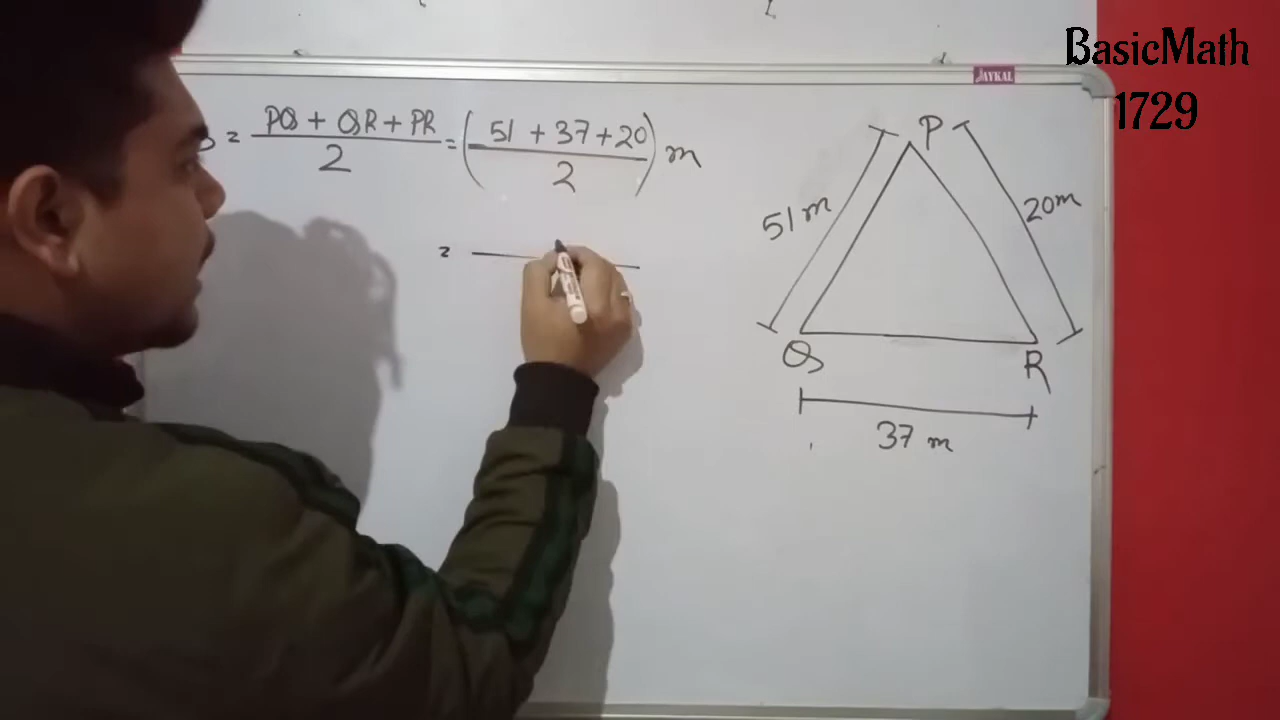 BasicMath
1729
JAYKAL
s = PQ + QR + PR / 2 = ( 51 + 37 + 20 / 2 ) m
=
P
51 m
20m
Q
R
37 m